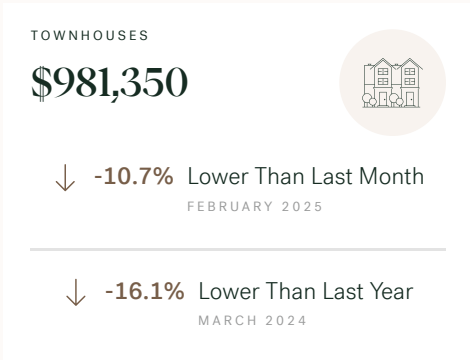 TOWNHOUSES
$981,350
-10.7% Lower Than Last Month
FEBRUARY 2025
-16.1% Lower Than Last Year
MARCH 2024